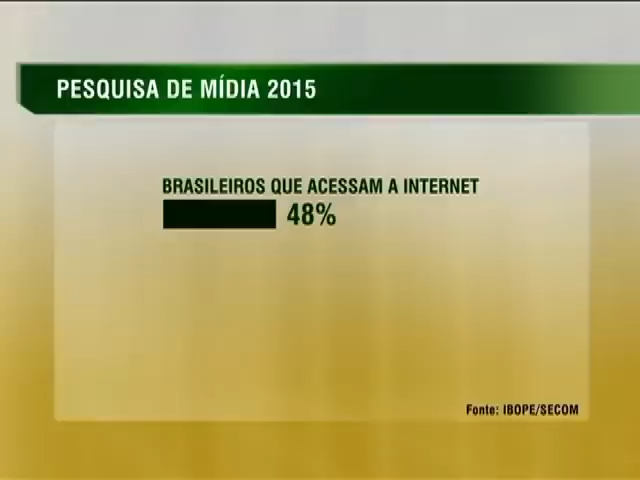 PESQUISA DE MÍDIA 2015
BRASILEIROS QUE ACESSAM A INTERNET
48%
Fonte: IBOPE/SECOM